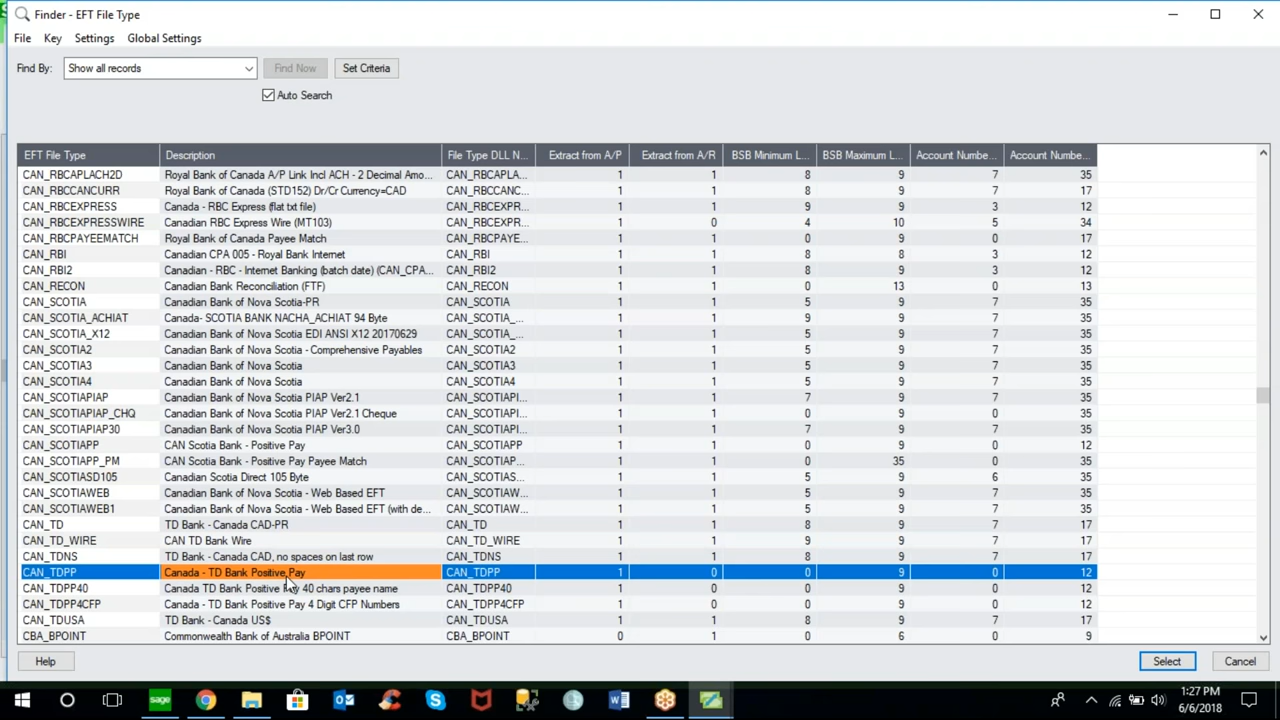 Finder - EFT File Type
File Key Settings Global Settings
Find By: Show all records Find Now Set Criteria
Auto Search
EFT File Type Description File Type DLL N... Extract from A/P Extract from A/R BSB Minimum L... BSB Maximum L... Account Numbe... Account Numbe...
CAN_RBCAPLACH2D Royal Bank of Canada A/P Link Incl ACH - 2 Decimal Amo... CAN_RBCAPLA... 1 1 8 9 7 35
CAN_RBCCANCURR Royal Bank of Canada (STD152) Dr/Cr Currency=CAD CAN_RBCCANC... 1 1 8 9 7 17
CAN_RBCEXPRESS Canada - RBC Express (flat txt file) CAN_RBCEXPR... 1 1 9 9 3 12
CAN_RBCEXPRESSWIRE Canadian RBC Express Wire (MT103) CAN_RBCEXPR... 1 0 4 10 5 34
CAN_RBCPAYEEMATCH Royal Bank of Canada Payee Match CAN_RBCPAYE... 1 1 0 9 0 17
CAN_RBI Canadian CPA 005 - Royal Bank Internet CAN_RBI 1 1 8 8 3 12
CAN_RBI2 Canadian - RBC - Internet Banking (batch date) (CAN_CPA... CAN_RBI2 1 1 8 9 3 12
CAN_RECON Canadian Bank Reconciliation (FTF) CAN_RECON 1 1 0 13 0 13
CAN_SCOTIA Canadian Bank of Nova Scotia-PR CAN_SCOTIA 1 1 5 9 7 35
CAN_SCOTIA_ACHIAT Canada- SCOTIA BANK NACHA_ACHIAT 94 Byte CAN_SCOTIA_... 1 1 5 9 7 35
CAN_SCOTIA_X12 Canadian Bank of Nova Scotia EDI ANSI X12 20170629 CAN_SCOTIA_... 1 1 5 9 7 35
CAN_SCOTIA2 Canadian Bank of Nova Scotia - Comprehensive Payables CAN_SCOTIA2 1 1 5 9 7 35
CAN_SCOTIA3 Canadian Bank of Nova Scotia CAN_SCOTIA3 1 1 5 9 7 35
CAN_SCOTIA4 Canadian Bank of Nova Scotia CAN_SCOTIA4 1 1 5 9 7 35
CAN_SCOTIAPIAP Canadian Bank of Nova Scotia PIAP Ver2.1 CAN_SCOTIAPI... 1 1 7 9 7 35
CAN_SCOTIAPIAP_CHQ Canadian Bank of Nova Scotia PIAP Ver2.1 Cheque CAN_SCOTIAPI... 1 1 0 9 0 35
CAN_SCOTIAPIAP30 Canadian Bank of Nova Scotia PIAP Ver3.0 CAN_SCOTIAPI... 1 1 7 9 7 35
CAN_SCOTIAPP CAN Scotia Bank - Positive Pay CAN_SCOTIAPP 1 1 0 9 0 12
CAN_SCOTIAPP_PM CAN Scotia Bank - Positive Pay Payee Match CAN_SCOTIAP... 1 1 0 35 0 35
CAN_SCOTIASD105 Canadian Scotia Direct 105 Byte CAN_SCOTIAS... 1 1 5 9 6 35
CAN_SCOTIAWEB Canadian Bank of Nova Scotia - Web Based EFT CAN_SCOTIAW... 1 1 5 9 7 35
CAN_SCOTIAWEB1 Canadian Bank of Nova Scotia - Web Based EFT (with de... CAN_SCOTIAW... 1 1 5 9 7 35
CAN_TD TD Bank - Canada CAD-PR CAN_TD 1 1 8 9 7 17
CAN_TD_WIRE CAN TD Bank Wire CAN_TD_WIRE 1 1 9 9 7 17
CAN_TDNS TD Bank - Canada CAD, no spaces on last row CAN_TDNS 1 1 8 9 7 17
CAN_TDPP Canada - TD Bank Positive Pay CAN_TDPP 1 0 0 9 0 12
CAN_TDPP40 Canada TD Bank Positive Pay 40 chars payee name CAN_TDPP40 1 0 0 9 0 12
CAN_TDPP4CFP Canada - TD Bank Positive Pay 4 Digit CFP Numbers CAN_TDPP4CFP 1 0 0 9 0 12
CAN_TDUSA TD Bank - Canada US$ CAN_TDUSA 1 1 8 9 7 17
CBA_BPOINT Commonwealth Bank of Australia BPOINT CBA_BPOINT 0 1 0 6 0 9
Help Select Cancel
sage
1:27 PM
6/6/2018